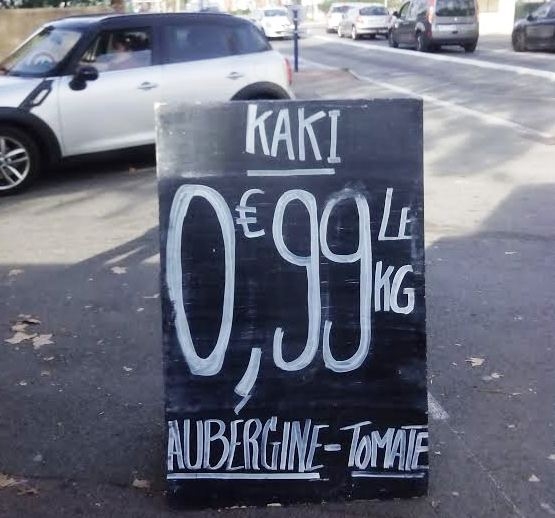 KAKI
0,€99 LE
KG
AUBERGINE-TOMATE